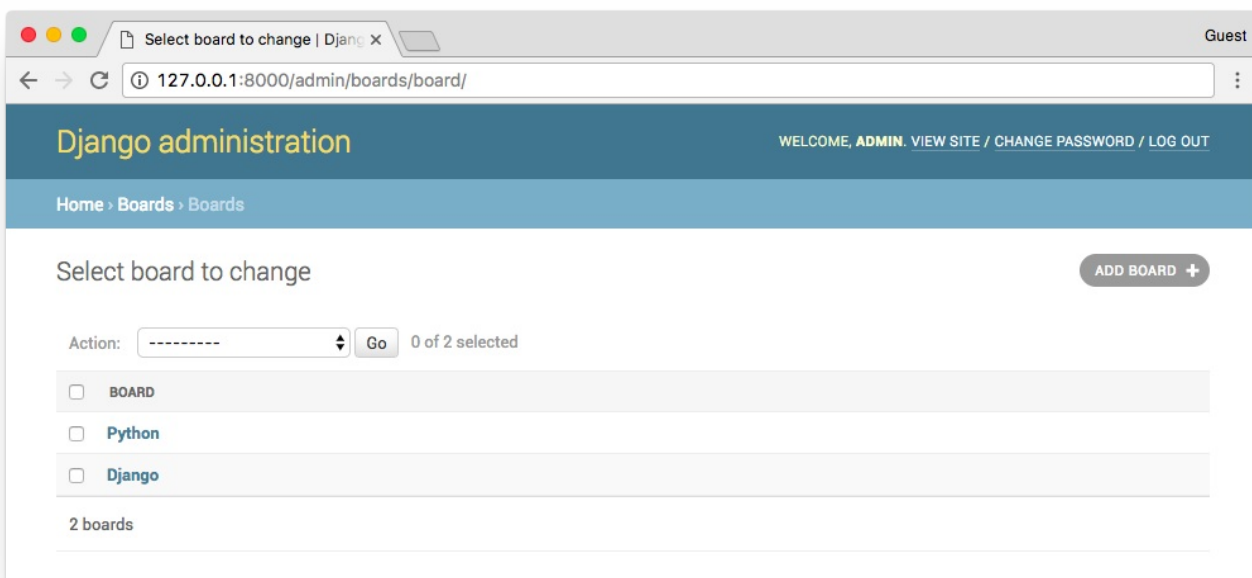 Select board to change | Djang
Guest
127.0.0.1:8000/admin/boards/board/
Django administration
WELCOME, ADMIN. VIEW SITE / CHANGE PASSWORD / LOG OUT
Home › Boards › Boards
Select board to change
ADD BOARD +
Action: --------- Go 0 of 2 selected
BOARD
Python
Django
2 boards